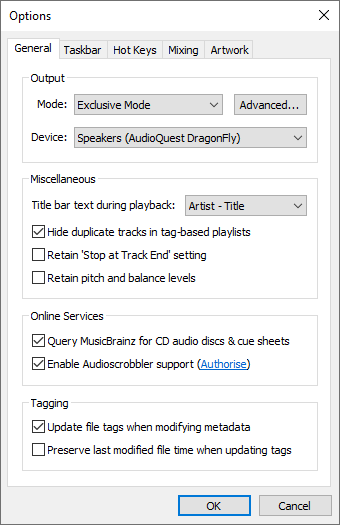 Options
General Taskbar Hot Keys Mixing Artwork
Output
Mode: Exclusive Mode Advanced...
Device: Speakers (AudioQuest DragonFly)
Miscellaneous
Title bar text during playback: Artist - Title
Hide duplicate tracks in tag-based playlists
Retain 'Stop at Track End' setting
Retain pitch and balance levels
Online Services
Query MusicBrainz for CD audio discs & cue sheets
Enable Audioscrobbler support (Authorise)
Tagging
Update file tags when modifying metadata
Preserve last modified file time when updating tags
OK Cancel